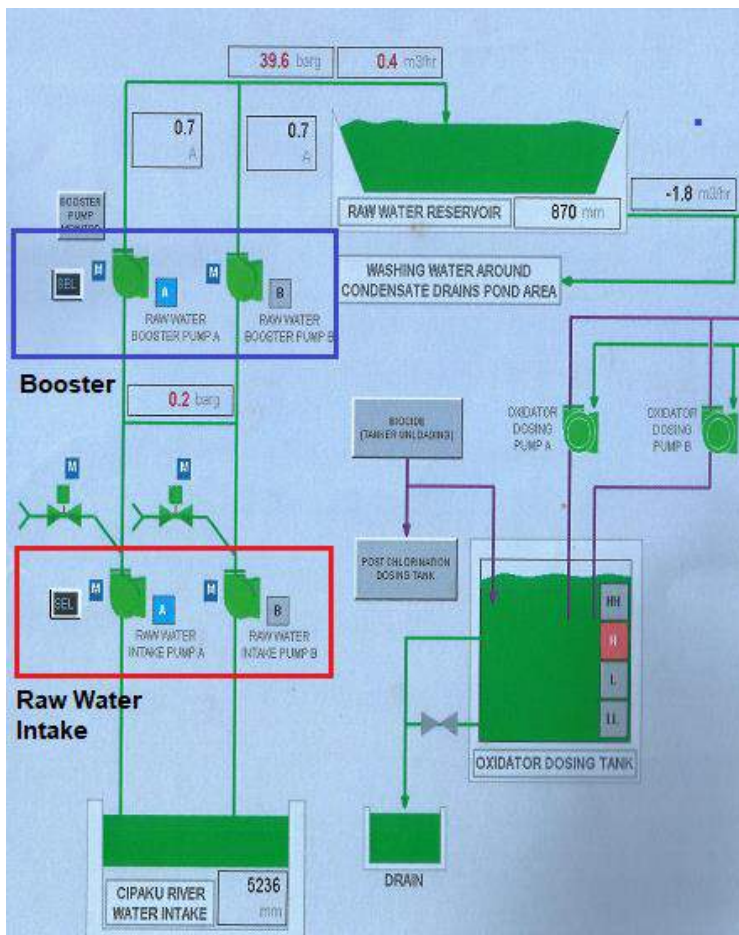 39.6 barg
0.4 m3/hr
0.7
A
0.7
A
BOOSTER
PUMP
RAW WATER RESERVOIR
870 mm
-1.8 m3/hr
SEL
M
A
M
B
RAW WATER
BOOSTER PUMP A
RAW WATER
BOOSTER PUMP B
WASHING WATER AROUND
CONDENSATE DRAINS POND AREA
Booster
0.2 barg
BIOCIDE
(TANKER UNLOADING)
OXIDATOR
DOSING
PUMP A
OXIDATOR
DOSING
PUMP B
M
M
POST CHLORINATION
DOSING TANK
SEL
M
A
M
B
RAW WATER
INTAKE PUMP A
RAW WATER
INTAKE PUMP B
HH
H
L
LL
Raw Water
Intake
OXIDATOR DOSING TANK
CIPAKU RIVER
WATER INTAKE
5236
mm
DRAIN